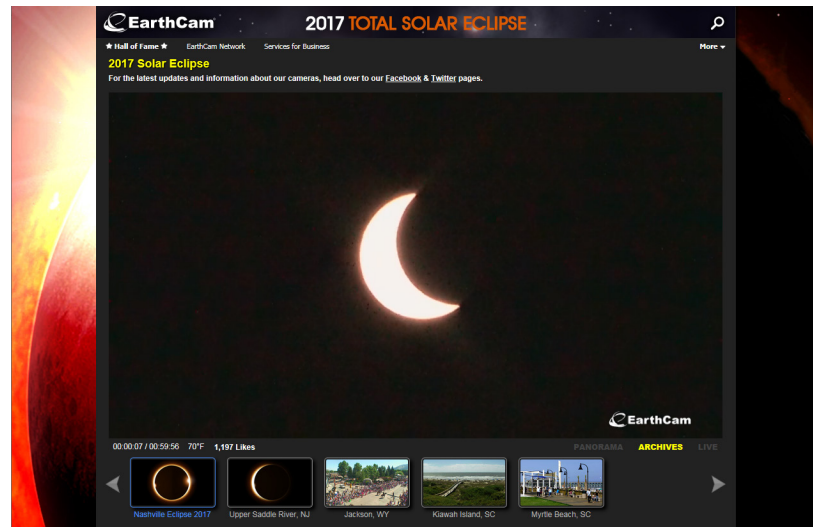 EarthCam
2017 TOTAL SOLAR ECLIPSE
★ Hall of Fame ★ EarthCam Network Services for Business More
2017 Solar Eclipse
For the latest updates and information about our cameras, head over to our Facebook & Twitter pages.
EarthCam
00:00:07 / 00:59:56 70°F 1,197 Likes PANORAMA ARCHIVES LIVE
Nashville Eclipse 2017 Upper Saddle River, NJ Jackson, WY Kiawah Island, SC Myrtle Beach, SC